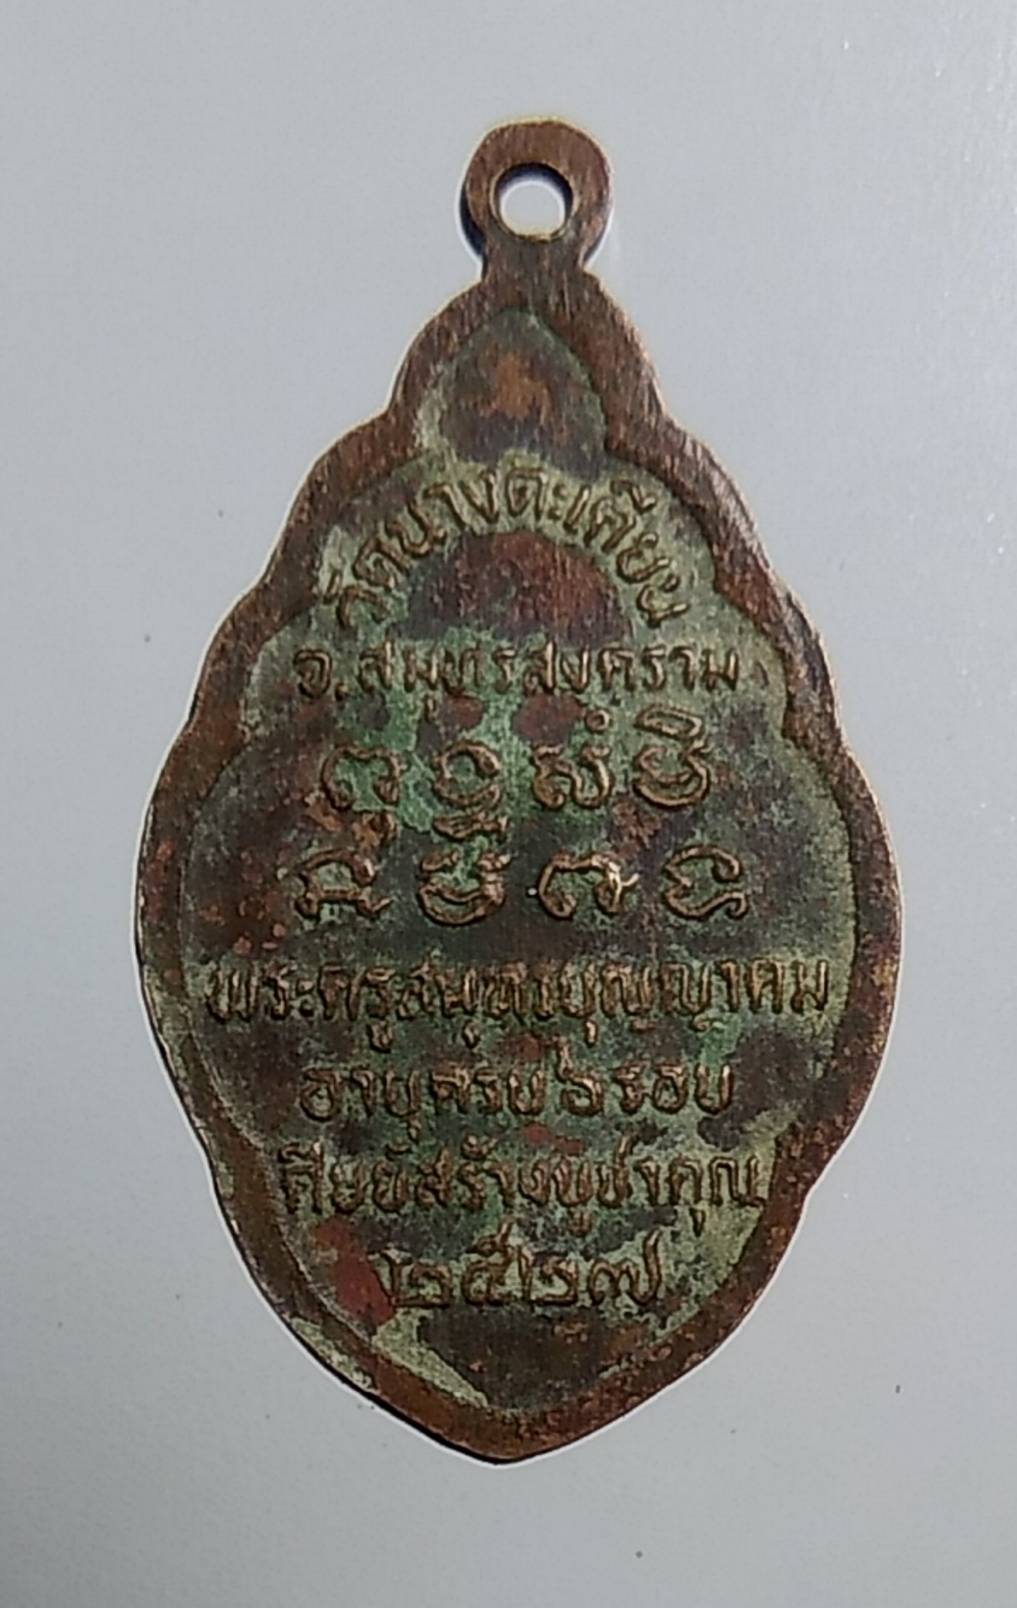 วัดนางตะเคียน
จ.สมุทรสงคราม
พระครูสมุทรบุญญาคม
อายุครบ ๖ รอบ
ศิษย์สร้างบูชาคุณ
๒๕๒๗